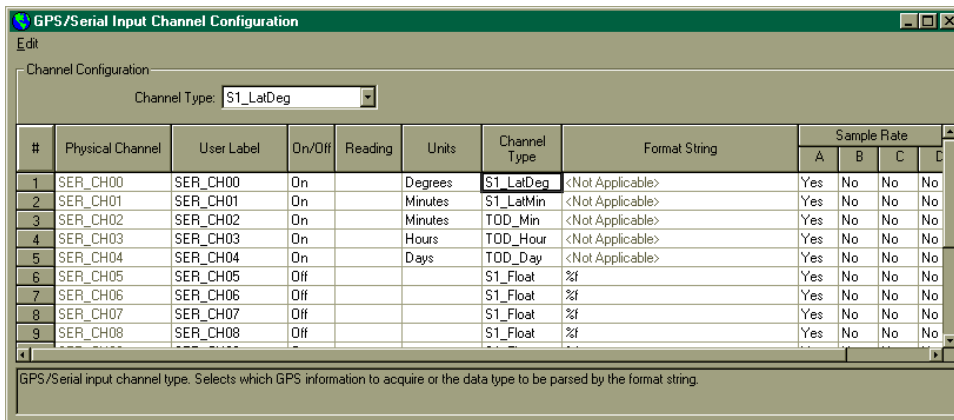 GPS/Serial Input Channel Configuration
Edit
Channel Configuration
Channel Type: S1_LatDeg
# Physical Channel User Label On/Off Reading Units Channel Type Format String Sample Rate
A B C D
1 SER_CH00 SER_CH00 On Degrees S1_LatDeg <Not Applicable> Yes No No No
2 SER_CH01 SER_CH01 On Minutes S1_LatMin <Not Applicable> Yes No No No
3 SER_CH02 SER_CH02 On Minutes TOD_Min <Not Applicable> Yes No No No
4 SER_CH03 SER_CH03 On Hours TOD_Hour <Not Applicable> Yes No No No
5 SER_CH04 SER_CH04 On Days TOD_Day <Not Applicable> Yes No No No
6 SER_CH05 SER_CH05 Off S1_Float %f Yes No No No
7 SER_CH06 SER_CH06 Off S1_Float %f Yes No No No
8 SER_CH07 SER_CH07 Off S1_Float %f Yes No No No
9 SER_CH08 SER_CH08 Off S1_Float %f Yes No No No
GPS/Serial input channel type. Selects which GPS information to acquire or the data type to be parsed by the format string.